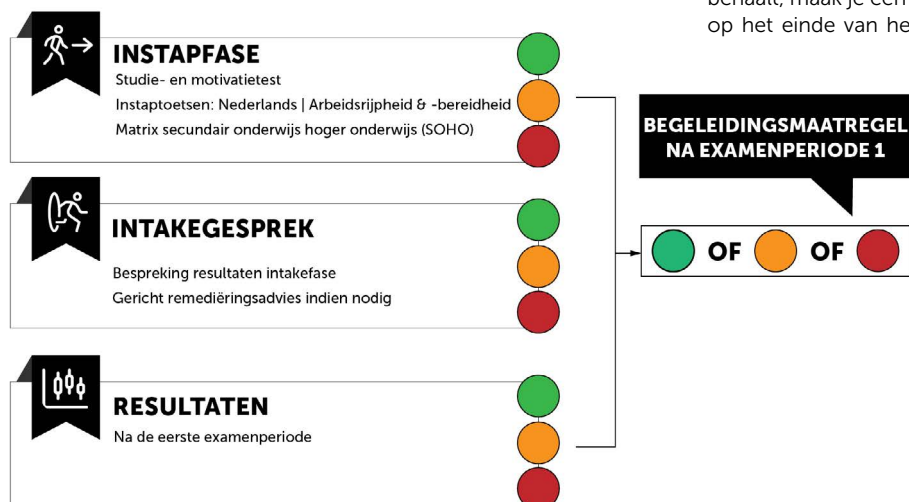 behaalt, maak je een
op het einde van he
INSTAPFASE
Studie- en motivatietest
Instaptoetsen: Nederlands | Arbeidsrijpheid & -bereidheid
Matrix secundair onderwijs hoger onderwijs (SOHO)
BEGELEIDINGSMAATREGEL
NA EXAMENPERIODE 1
INTAKEGESPREK
Bespreking resultaten intakefase
Gericht remediëringsadvies indien nodig
OF OF
RESULTATEN
Na de eerste examenperiode